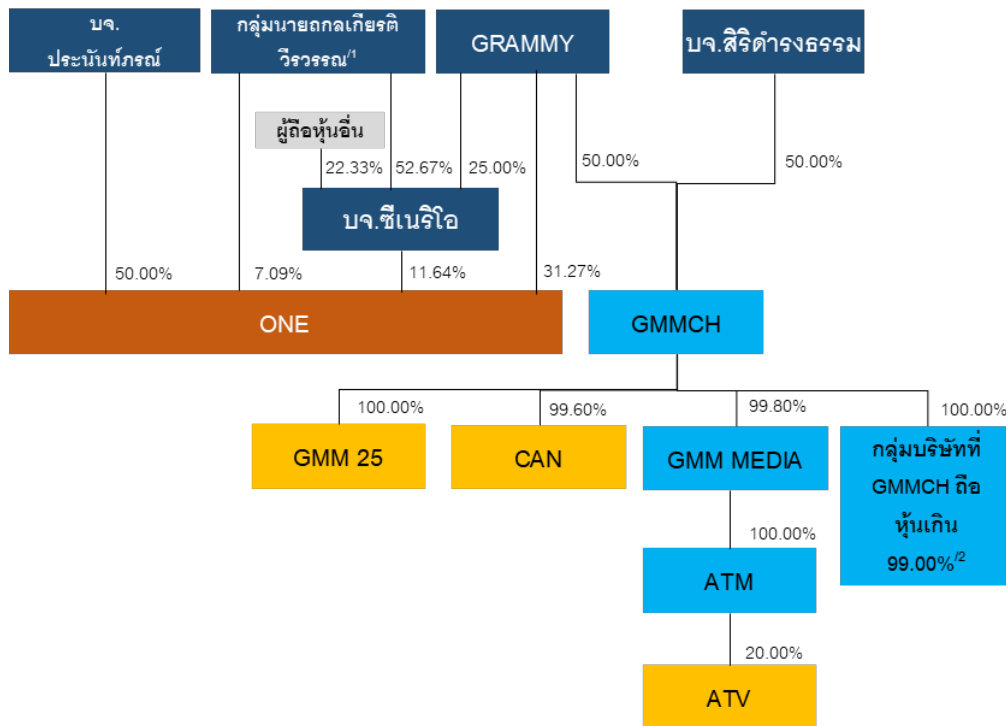 บจ.
ประนันท์ภรณ์
กลุ่มนายถกลเกียรติ
วีรวรรณ/1
GRAMMY
บจ.สิริดำรงธรรม
ผู้ถือหุ้นอื่น
22.33%
52.67%
25.00%
50.00%
50.00%
บจ.ซีเนริโอ
50.00%
7.09%
11.64%
31.27%
ONE
GMMCH
100.00%
99.60%
99.80%
100.00%
GMM 25
CAN
GMM MEDIA
กลุ่มบริษัทที่
GMMCH ถือ
หุ้นเกิน
99.00%/2
100.00%
ATM
20.00%
ATV